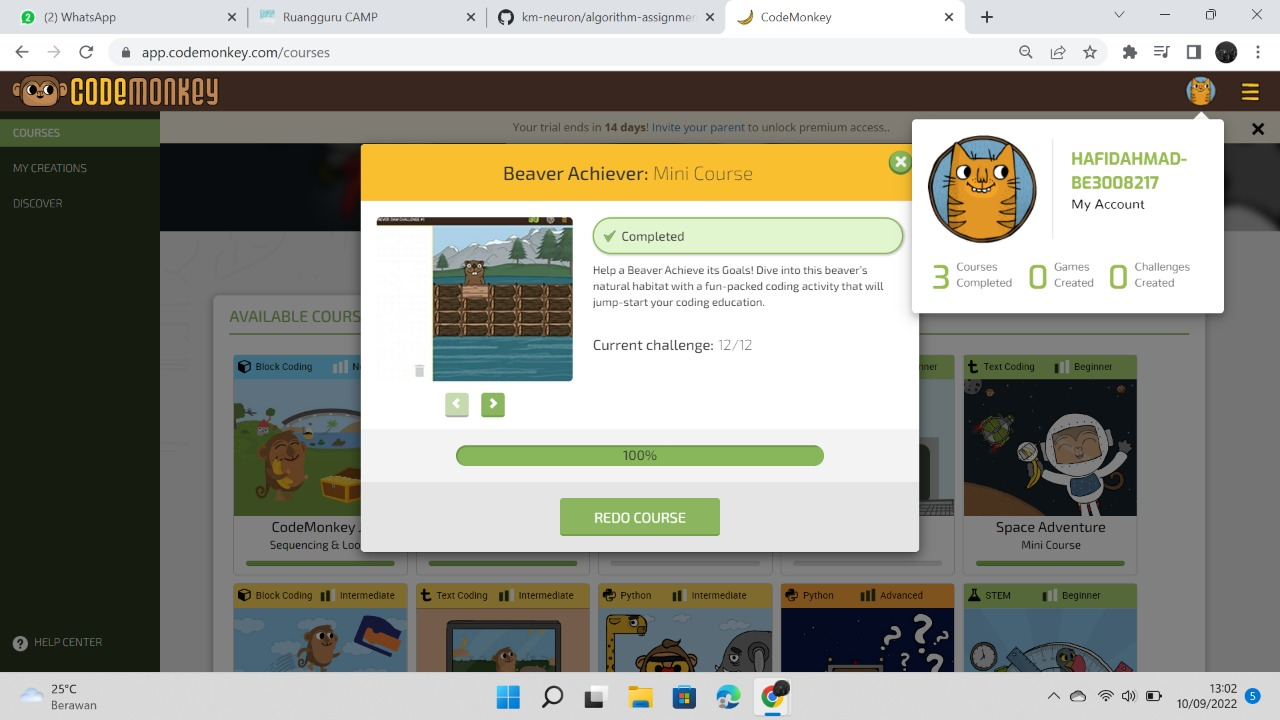 (2) WhatsApp
Ruangguru CAMP
km-neuron/algorithm-assignmen
CodeMonkey
app.codemonkey.com/courses
CODEMONKEY
COURSES
MY CREATIONS
DISCOVER
HELP CENTER
Your trial ends in 14 days! Invite your parent to unlock premium access..
HAFIDAHMAD-
BE3008217
My Account
3 Courses Completed
0 Games Created
0 Challenges Created
Beaver Achiever: Mini Course
Completed
Help a Beaver Achieve its Goals! Dive into this beaver's
natural habitat with a fun-packed coding activity that will
jump-start your coding education.
Current challenge: 12/12
100%
REDO COURSE
AVAILABLE COURS
Block Coding
Text Coding Beginner
CodeMonkey
Sequencing & Loo
Space Adventure
Mini Course
Block Coding Intermediate
Text Coding Intermediate
Python Intermediate
Python Advanced
STEM Beginner
25°C
Berawan
13:02
10/09/2022
5